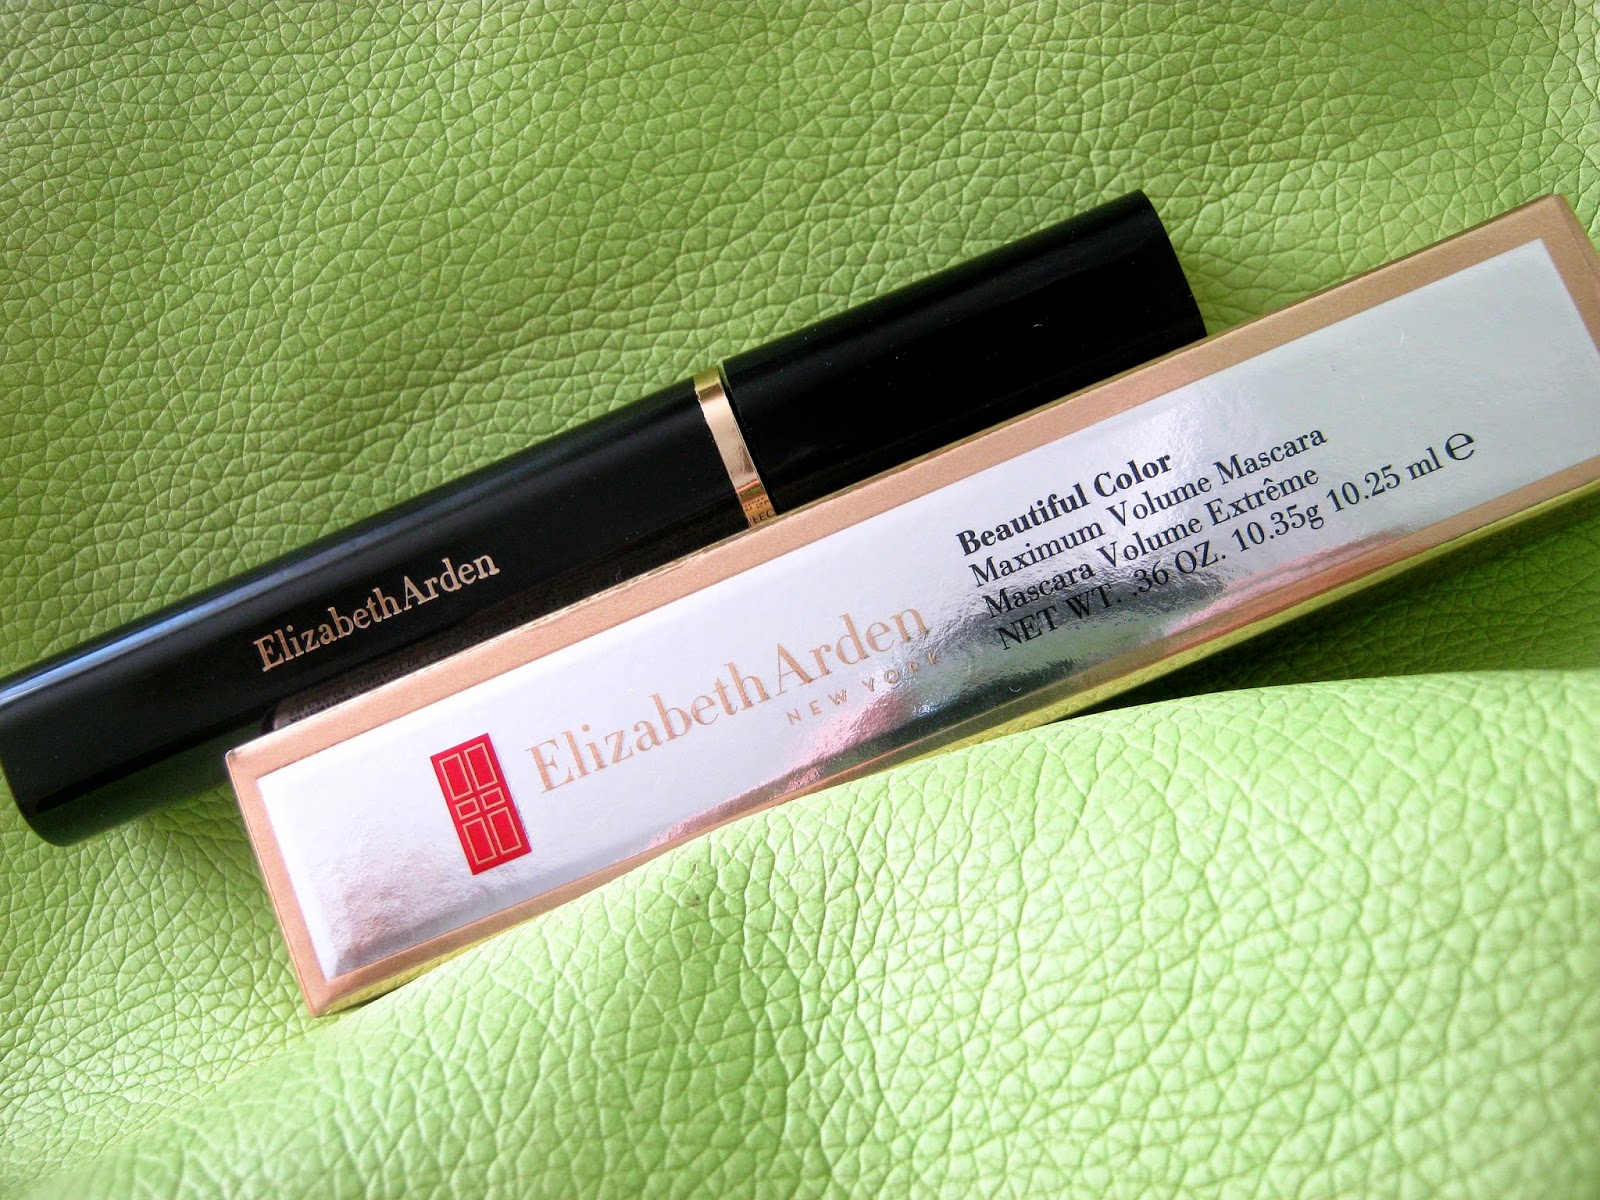 ElizabethArden
ElizabethArden
NEW YORK
Beautiful Color
Maximum Volume Mascara
Mascara Volume Extrême
NET WT. .36 OZ. 10.35g 10.25 ml ℮